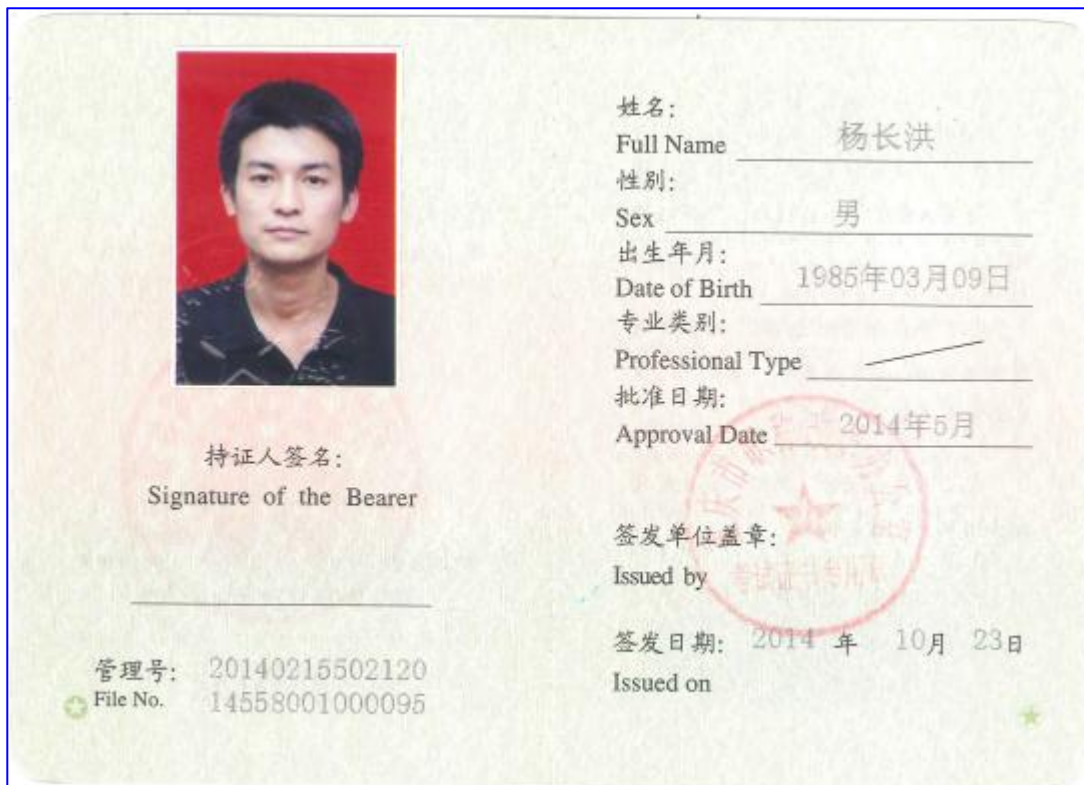 持证人签名：
Signature of the Bearer
管理号： 20140215502120
File No. 14558001000095
姓名：
Full Name 杨长洪
性别：
Sex 男
出生年月：
Date of Birth 1985年03月09日
专业类别：
Professional Type
批准日期：
Approval Date 2014年5月
签发单位盖章：
Issued by
签发日期： 2014 年 10月 23日
Issued on